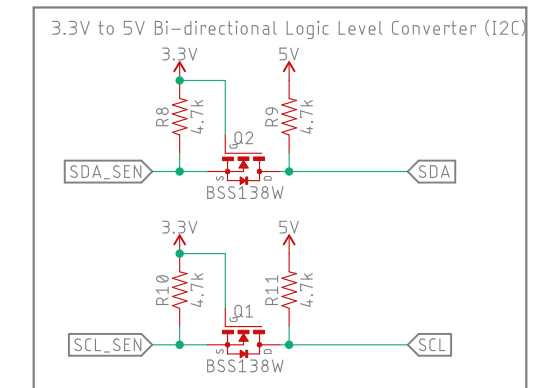 3.3V to 5V Bi-directional Logic Level Converter (I2C)
3.3V 5V
R8 4.7k R9 4.7k
Q2
G
SDA_SEN S D SDA
BSS138W
3.3V 5V
R10 4.7k R11 4.7k
Q1
G
SCL_SEN S D SCL
BSS138W